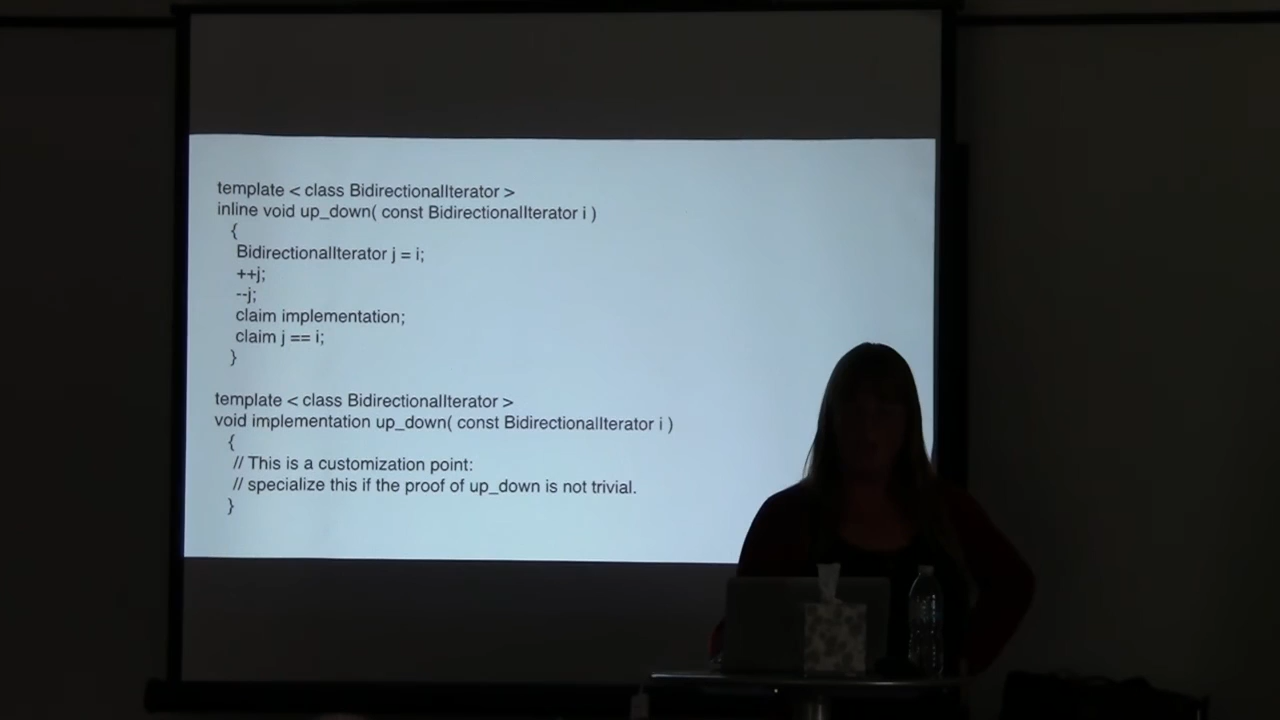 template < class BidirectionalIterator >
inline void up_down( const BidirectionalIterator i )
{
BidirectionalIterator j = i;
++j;
--j;
claim implementation;
claim j == i;
}
template < class BidirectionalIterator >
void implementation up_down( const BidirectionalIterator i )
{
// This is a customization point:
// specialize this if the proof of up_down is not trivial.
}